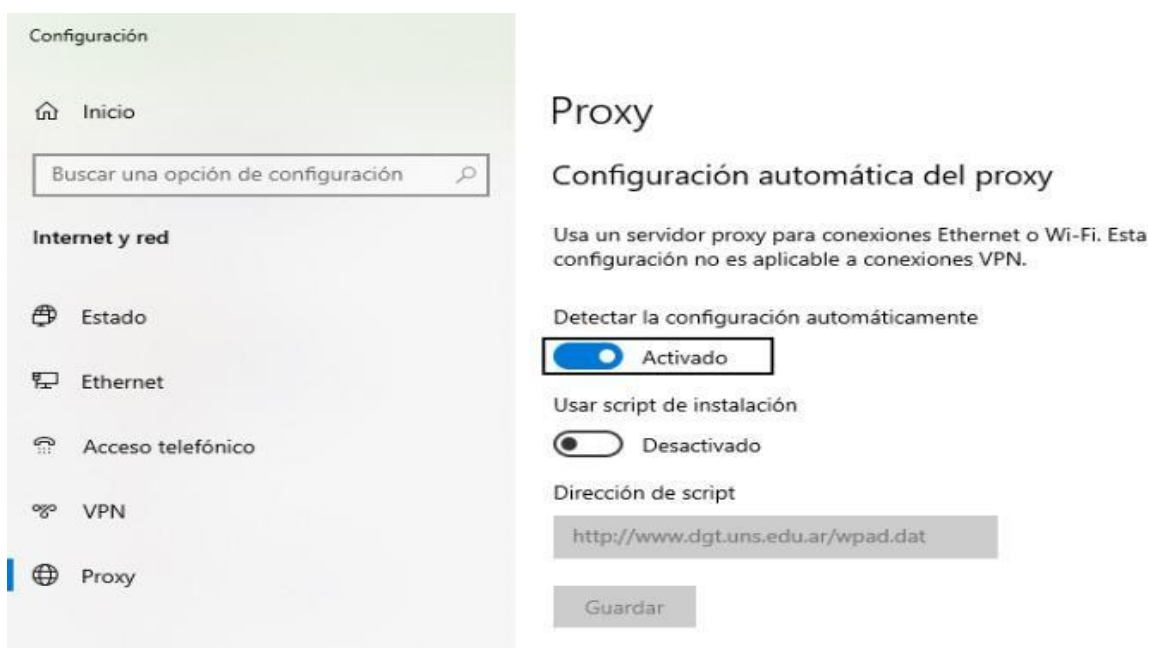 Configuración
Inicio
Buscar una opción de configuración
Internet y red
Estado
Ethernet
Acceso telefónico
VPN
Proxy
Proxy
Configuración automática del proxy
Usa un servidor proxy para conexiones Ethernet o Wi-Fi. Esta
configuración no es aplicable a conexiones VPN.
Detectar la configuración automáticamente
Activado
Usar script de instalación
Desactivado
Dirección de script
http://www.dgt.uns.edu.ar/wpad.dat
Guardar